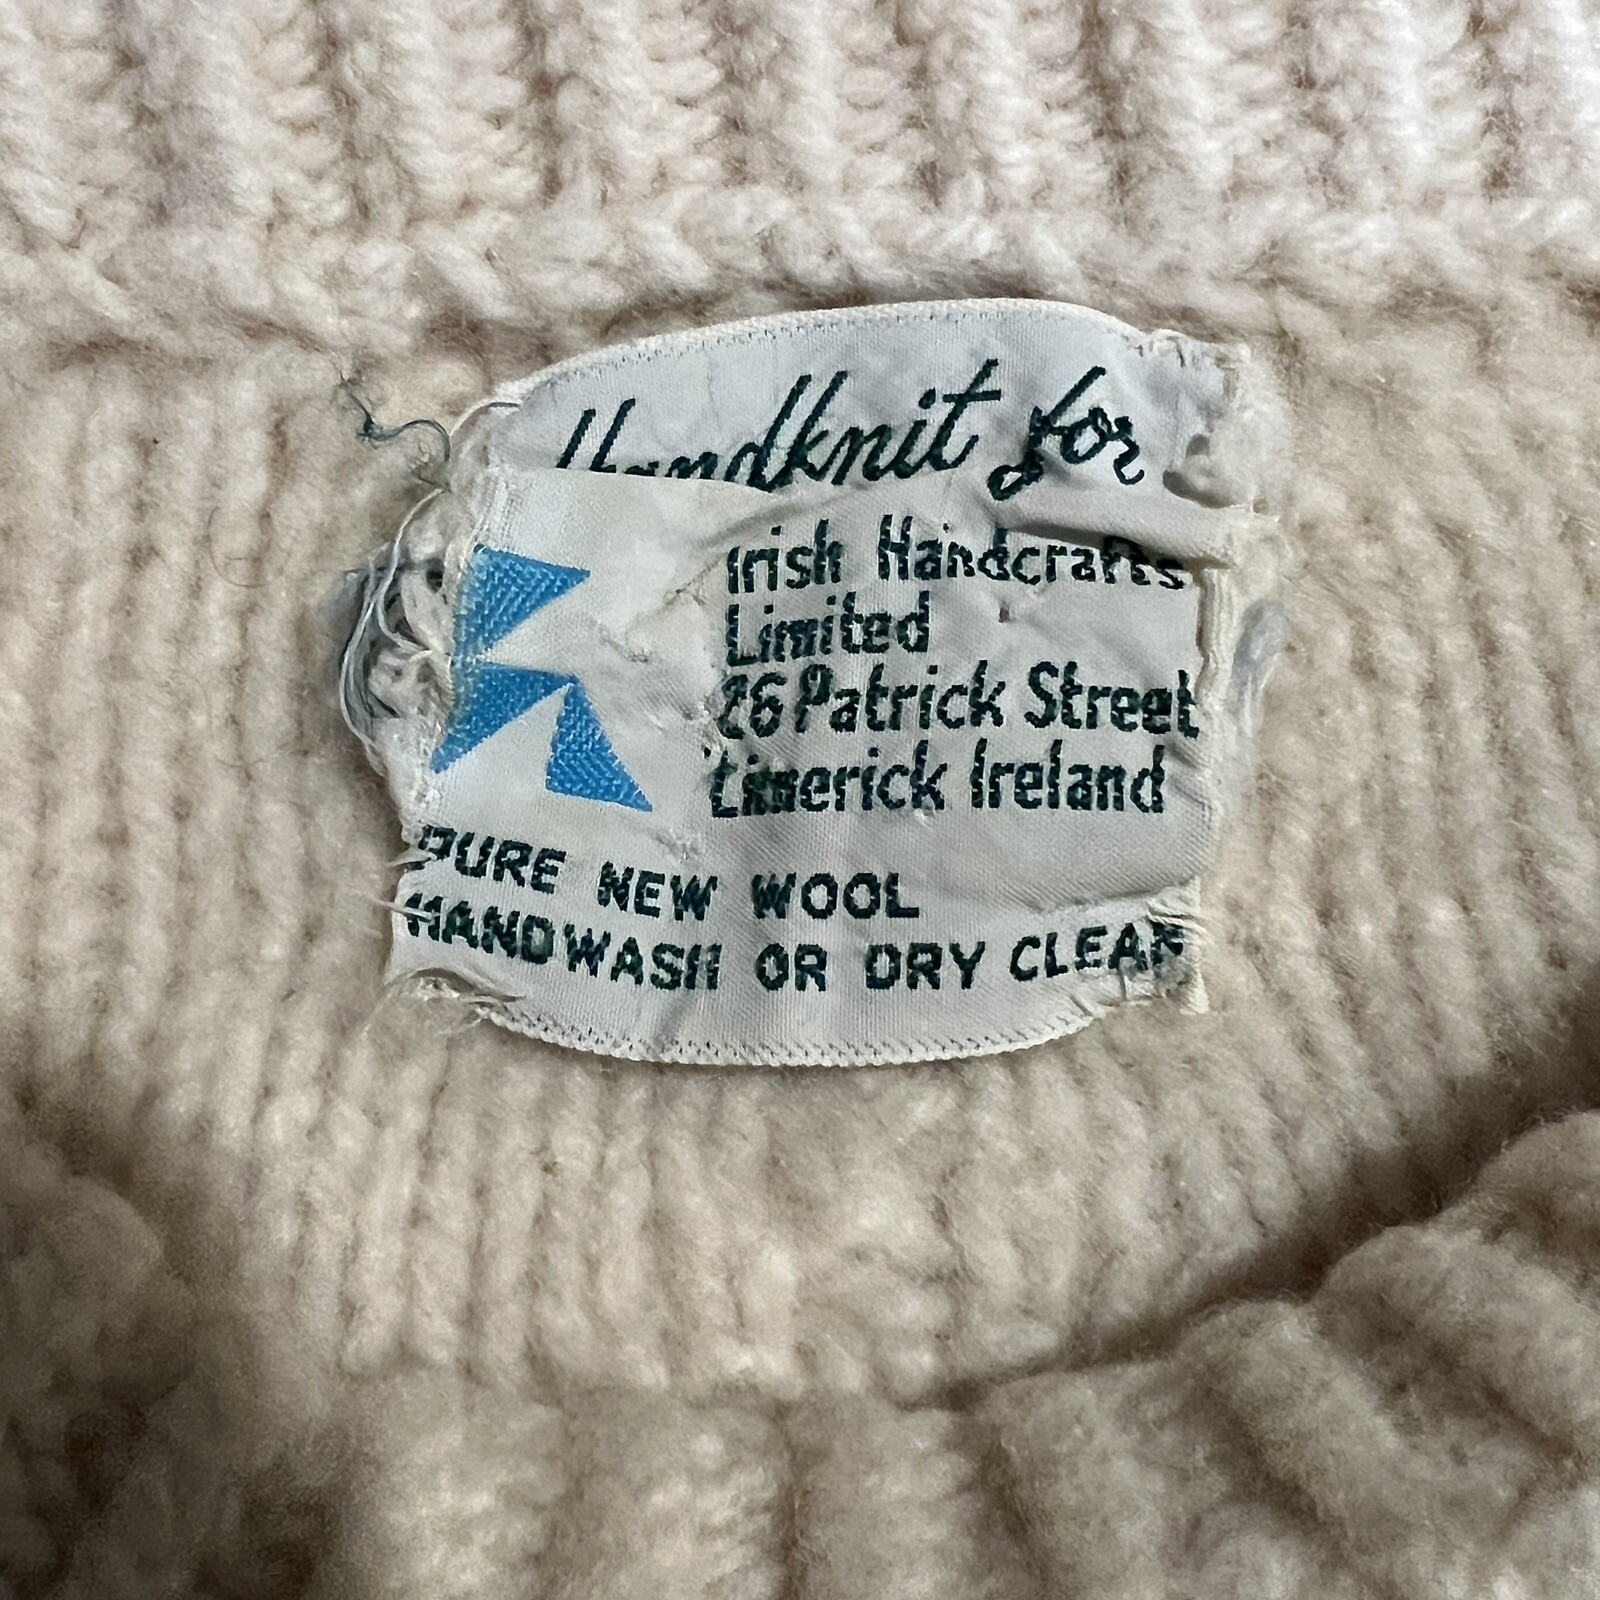 Handknit for
Irish Handcrafts
Limited
26 Patrick Street
Limerick Ireland
PURE NEW WOOL
HANDWASH OR DRY CLEAN